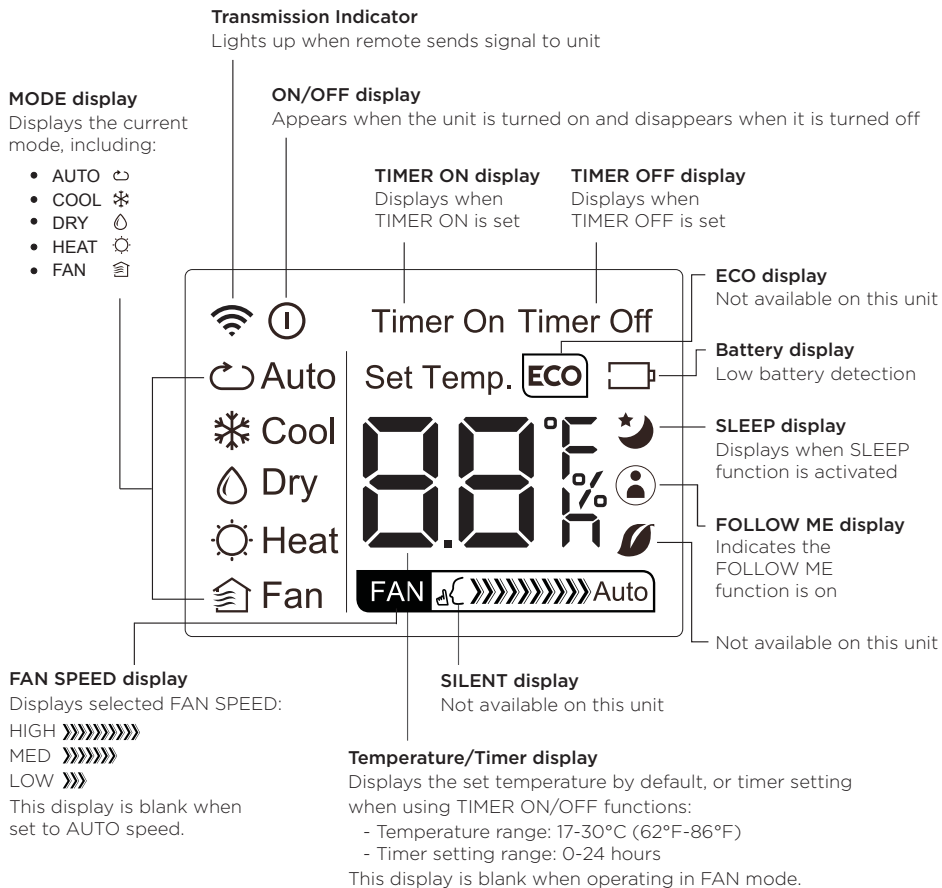 Transmission Indicator
Lights up when remote sends signal to unit
MODE display
Displays the current
mode, including:
• AUTO
• COOL
• DRY
• HEAT
• FAN
ON/OFF display
Appears when the unit is turned on and disappears when it is turned off
TIMER ON display
Displays when
TIMER ON is set
TIMER OFF display
Displays when
TIMER OFF is set
Timer On Timer Off
Auto
Cool
Dry
Heat
Fan
Set Temp. ECO
88°F
%
h
FAN Auto
ECO display
Not available on this unit
Battery display
Low battery detection
SLEEP display
Displays when SLEEP
function is activated
FOLLOW ME display
Indicates the
FOLLOW ME
function is on
Not available on this unit
FAN SPEED display
Displays selected FAN SPEED:
HIGH
MED
LOW
This display is blank when
set to AUTO speed.
SILENT display
Not available on this unit
Temperature/Timer display
Displays the set temperature by default, or timer setting
when using TIMER ON/OFF functions:
- Temperature range: 17-30°C (62°F-86°F)
- Timer setting range: 0-24 hours
This display is blank when operating in FAN mode.